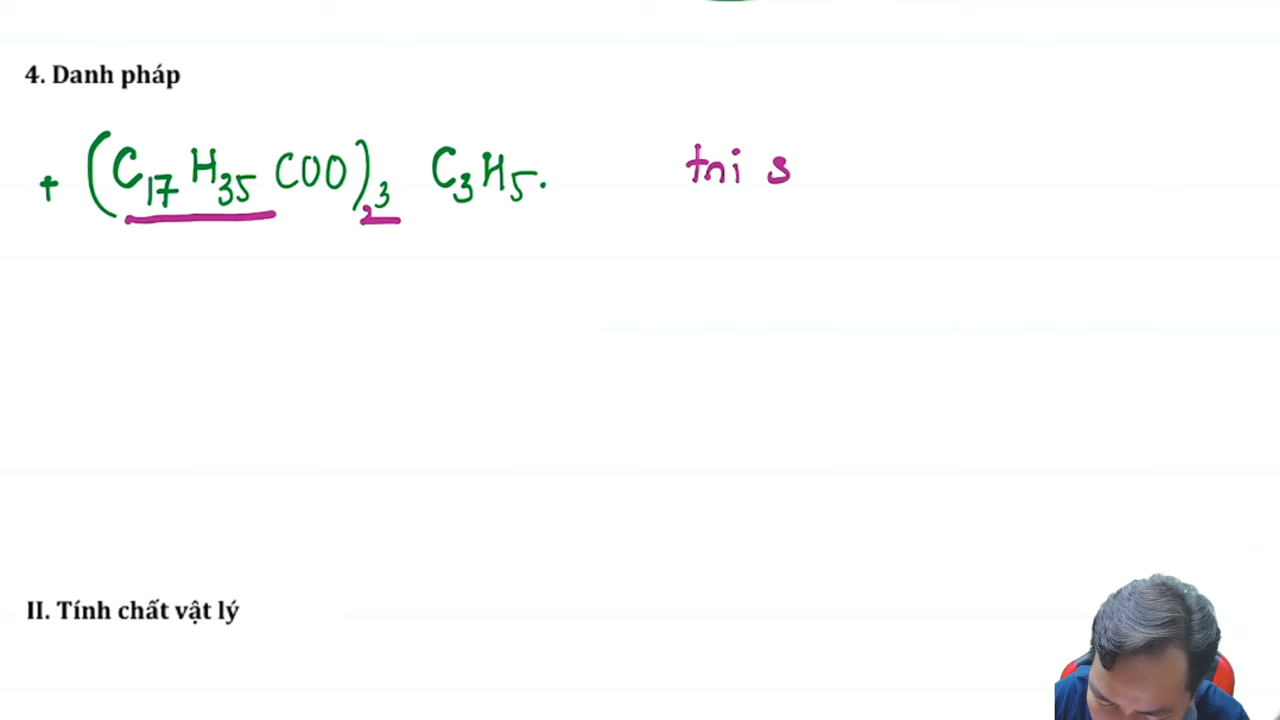 4. Danh pháp
+ (C₁₇H₃₅COO)₃ C₃H₅. tri s
II. Tính chất vật lý